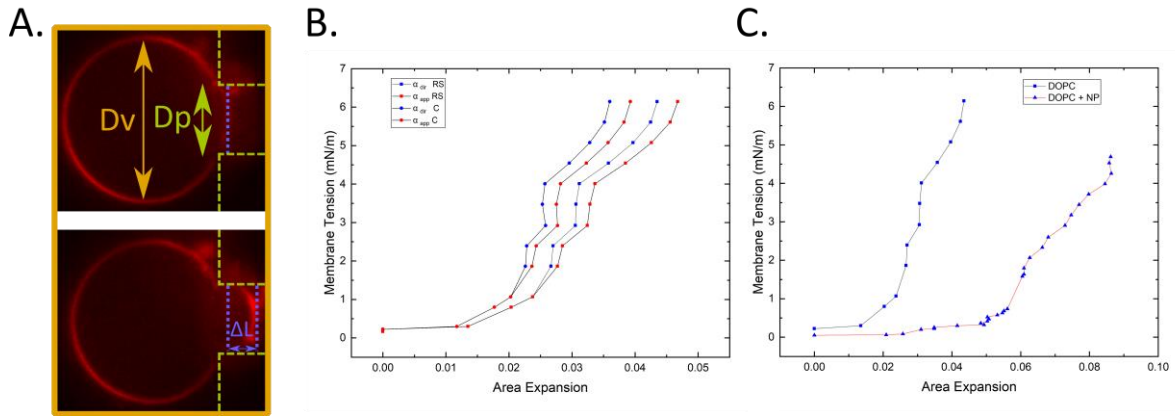 A.
Dv
Dp
ΔL
B.
α dir RS
α app RS
α dir C
α app C
7
6
5
4
3
2
1
0
0.00
0.01
0.02
0.03
0.04
0.05
Membrane Tension (mN/m)
Area Expansion
C.
DOPC
DOPC + NP
7
6
5
4
3
2
1
0
0.00
0.02
0.04
0.06
0.08
0.10
Membrane Tension (mN/m)
Area Expansion